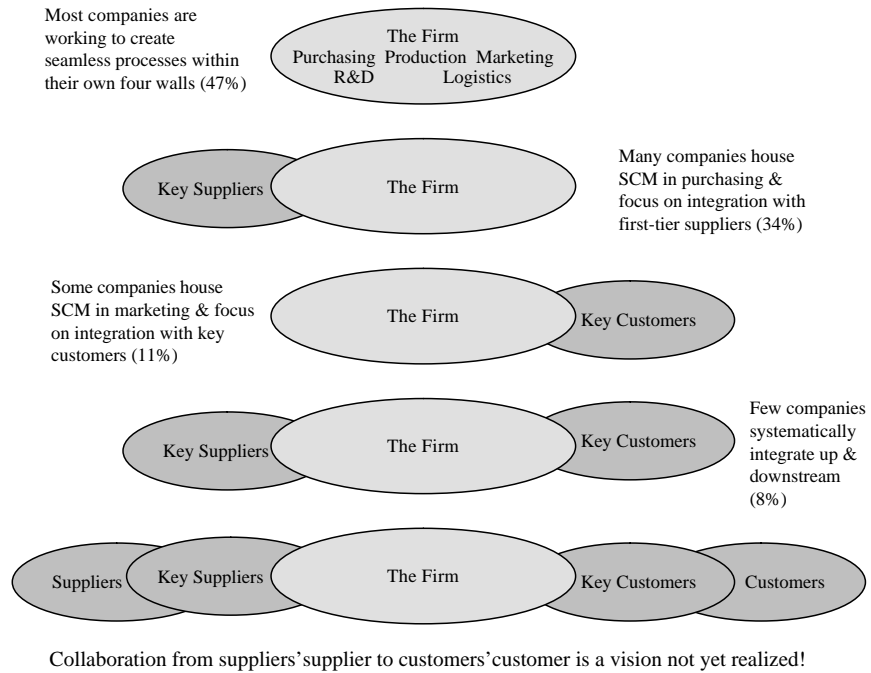 Most companies are
working to create
seamless processes within
their own four walls (47%)
The Firm
Purchasing Production Marketing
R&D Logistics
Key Suppliers
The Firm
Many companies house
SCM in purchasing &
focus on integration with
first-tier suppliers (34%)
Some companies house
SCM in marketing & focus
on integration with key
customers (11%)
The Firm
Key Customers
Key Suppliers
The Firm
Key Customers
Few companies
systematically
integrate up &
downstream
(8%)
Suppliers
Key Suppliers
The Firm
Key Customers
Customers
Collaboration from suppliers'supplier to customers'customer is a vision not yet realized!